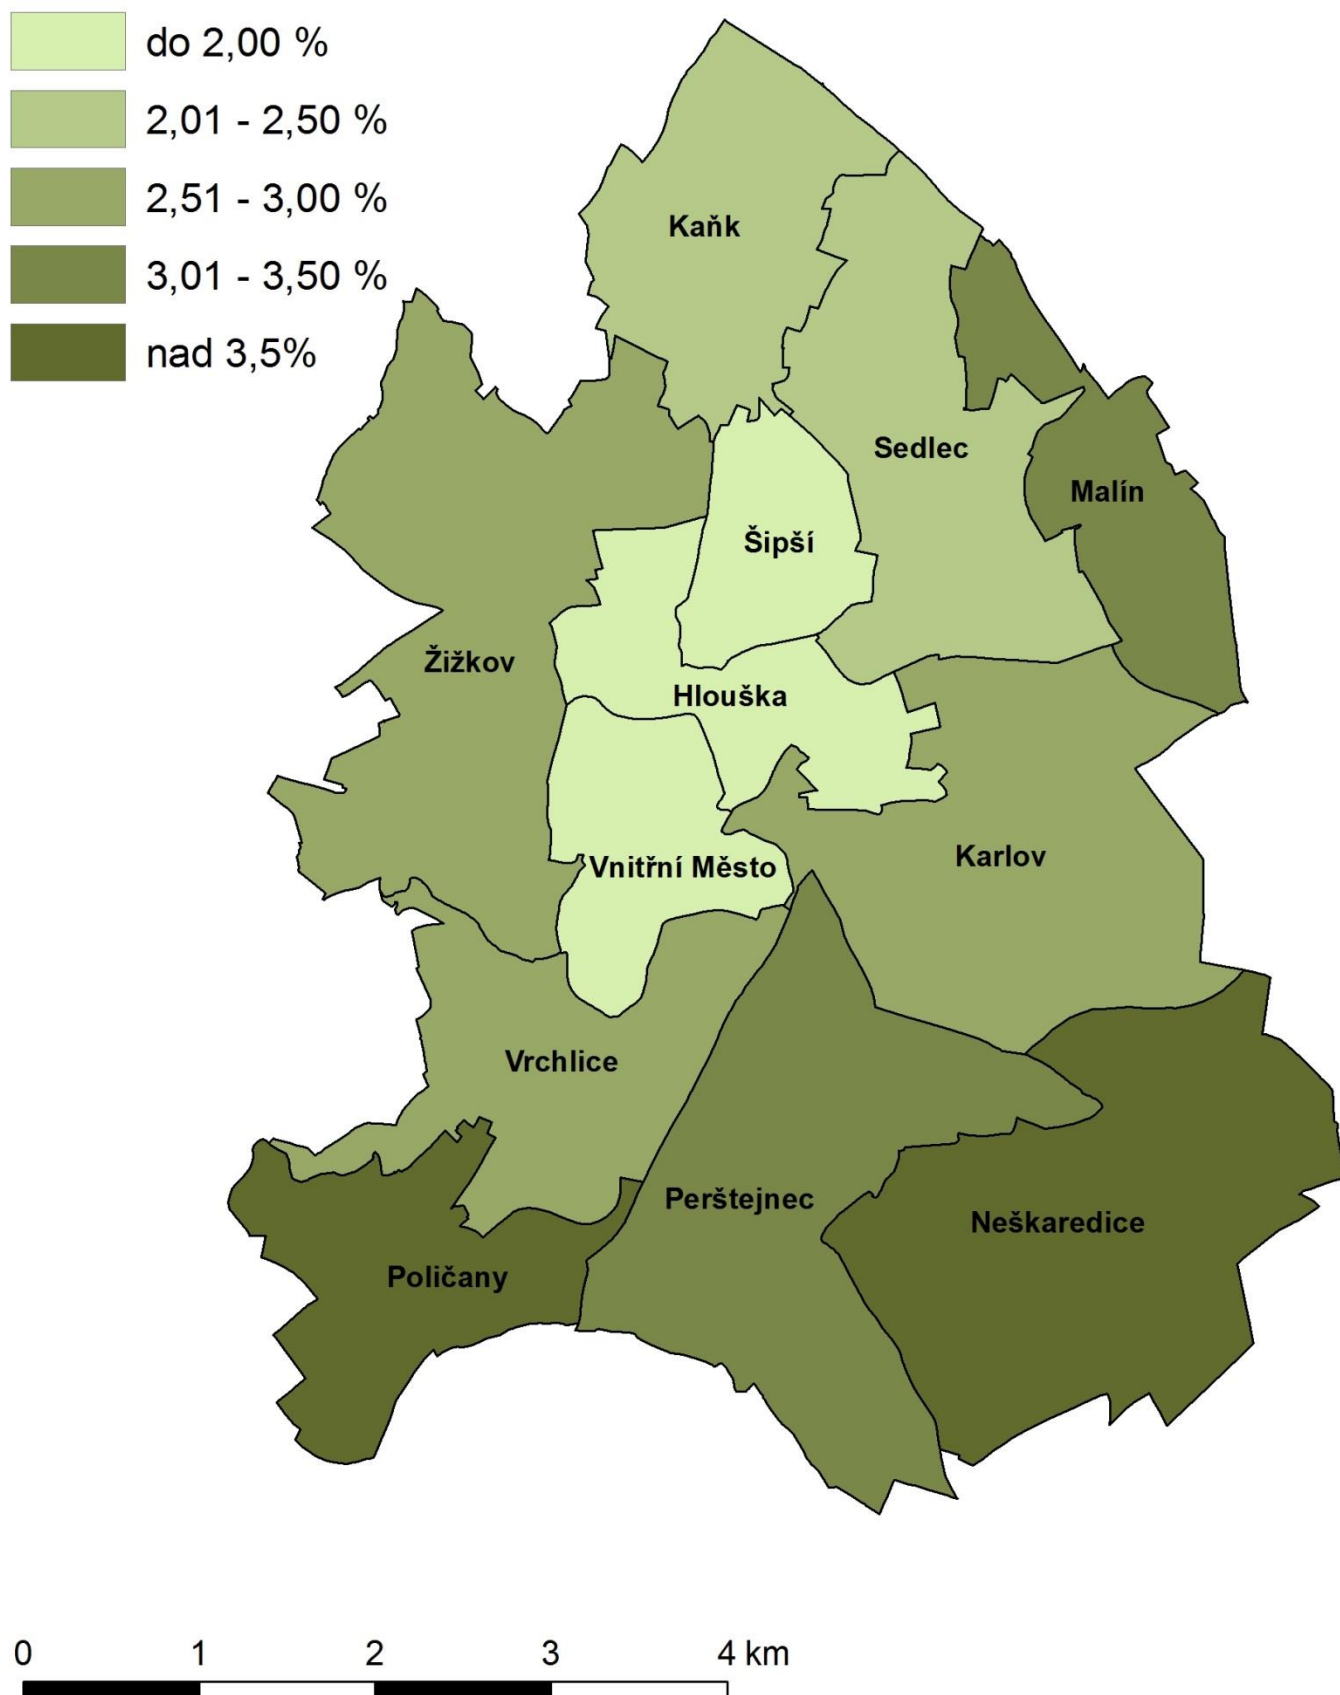 do 2,00 %
2,01 - 2,50 %
2,51 - 3,00 %
3,01 - 3,50 %
nad 3,5%
Kaňk
Sedlec
Malín
Šipší
Žižkov
Hlouška
Karlov
Vnitřní Město
Vrchlice
Perštejnec
Neškaredice
Poličany
0 1 2 3 4 km